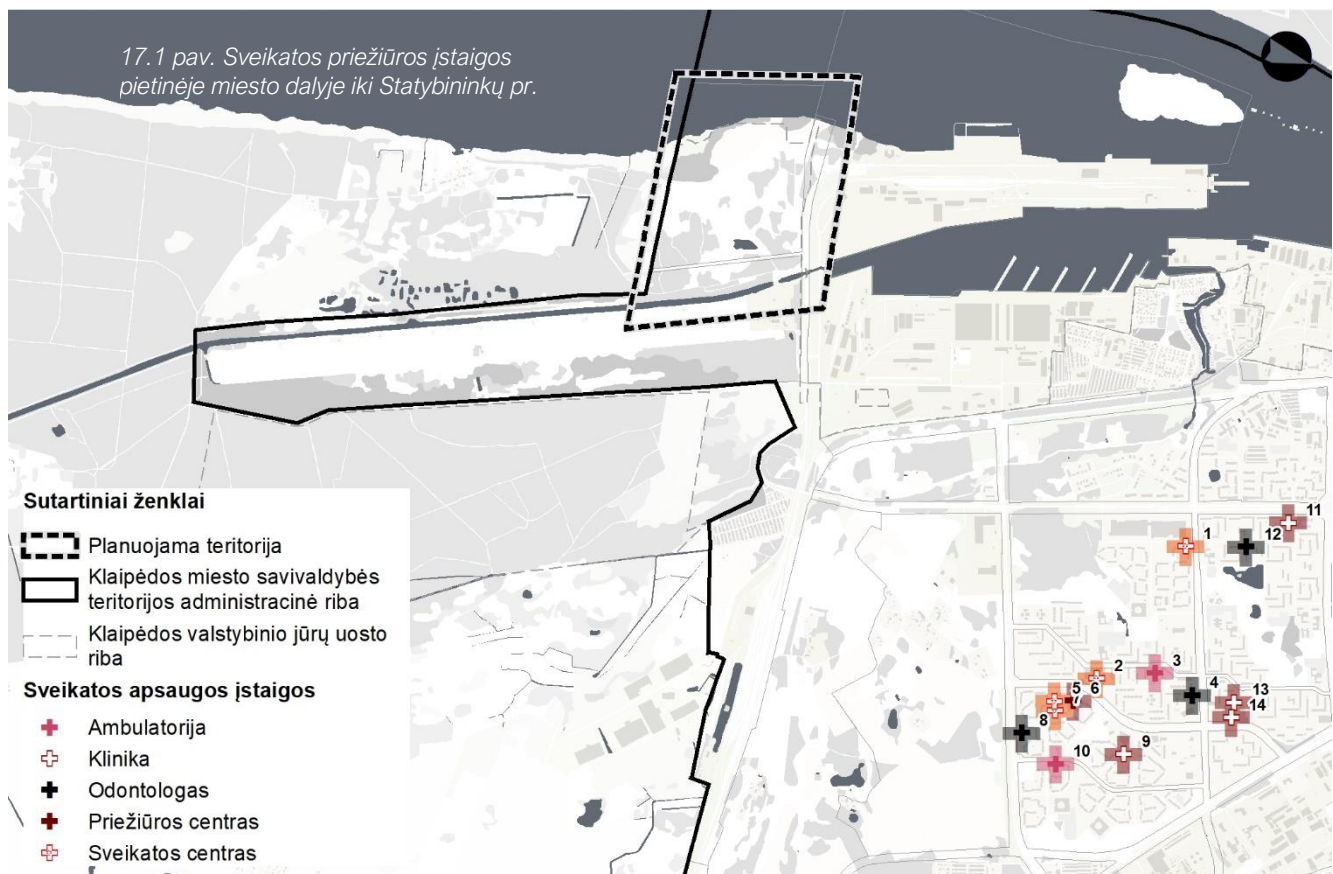 17.1 pav. Sveikatos priežiūros įstaigos
pietinėje miesto dalyje iki Statybininkų pr.
11
1
12
2
3
5
6
7
4
13
14
8
9
10
Sutartiniai ženklai
Planuojama teritorija
Klaipėdos miesto savivaldybės
teritorijos administracinė riba
Klaipėdos valstybinio jūrų uosto
riba
Sveikatos apsaugos įstaigos
Ambulatorija
Klinika
Odontologas
Priežiūros centras
Sveikatos centras